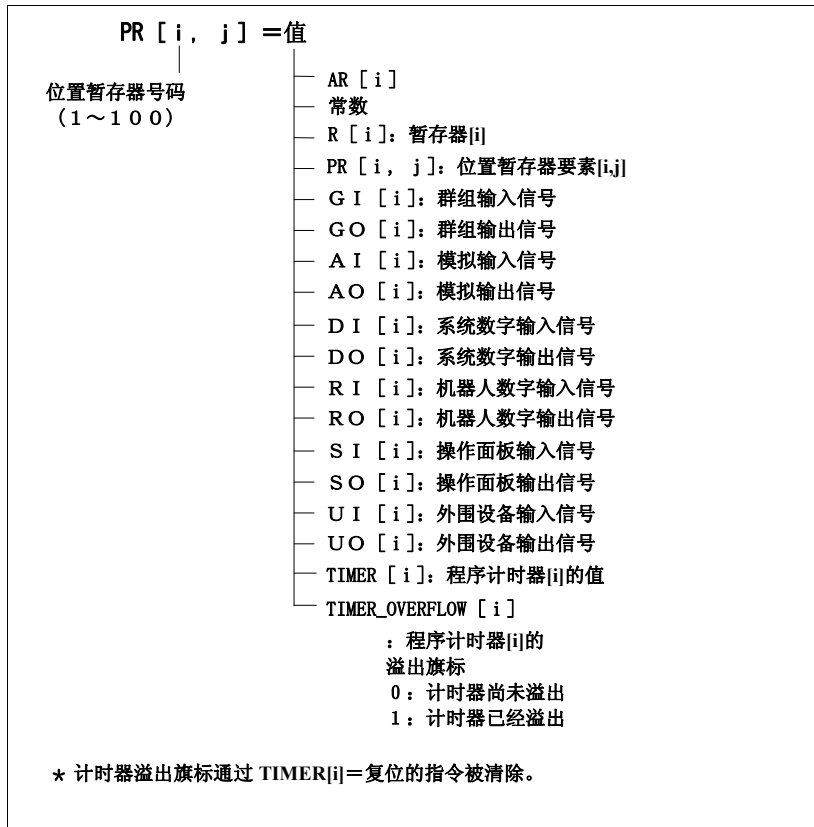 PR [ i, j ] ＝值
位置暂存器号码
（1～１００）
AR [ i ]
常数
R [ i ]：暂存器[i]
PR [ i, j ]：位置暂存器要素[i,j]
ＧＩ [ i ]：群组输入信号
ＧＯ [ i ]：群组输出信号
ＡＩ [ i ]：模拟输入信号
ＡＯ [ i ]：模拟输出信号
ＤＩ [ i ]：系统数字输入信号
ＤＯ [ i ]：系统数字输出信号
ＲＩ [ i ]：机器人数字输入信号
ＲＯ [ i ]：机器人数字输出信号
ＳＩ [ i ]：操作面板输入信号
ＳＯ [ i ]：操作面板输出信号
ＵＩ [ i ]：外围设备输入信号
ＵＯ [ i ]：外围设备输出信号
TIMER [ i ]：程序计时器[i]的值
TIMER_OVERFLOW [ i ]
：程序计时器[i]的
溢出旗标
０：计时器尚未溢出
１：计时器已经溢出
* 计时器溢出旗标通过 TIMER[i]＝复位的指令被清除。